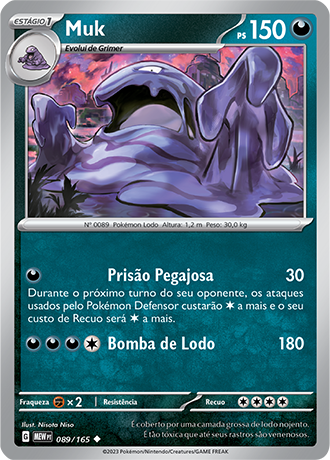 ESTÁGIO 1
Muk
PS 150
Evolui de Grimer
Nº 0089 Pokémon Lodo Altura: 1,2 m Peso: 30,0 kg
Prisão Pegajosa 30
Durante o próximo turno do seu oponente, os ataques
usados pelo Pokémon Defensor custarão a mais e o seu
custo de Recuo será a mais.
Bomba de Lodo 180
Fraqueza ×2 Resistência Recuo
Ilust. Nisota Niso
G MEW PT 089/165
É coberto por uma camada grossa de lodo nojento.
É tão tóxico que até seus rastros são venenosos.
©2023 Pokémon/Nintendo/Creatures/GAME FREAK